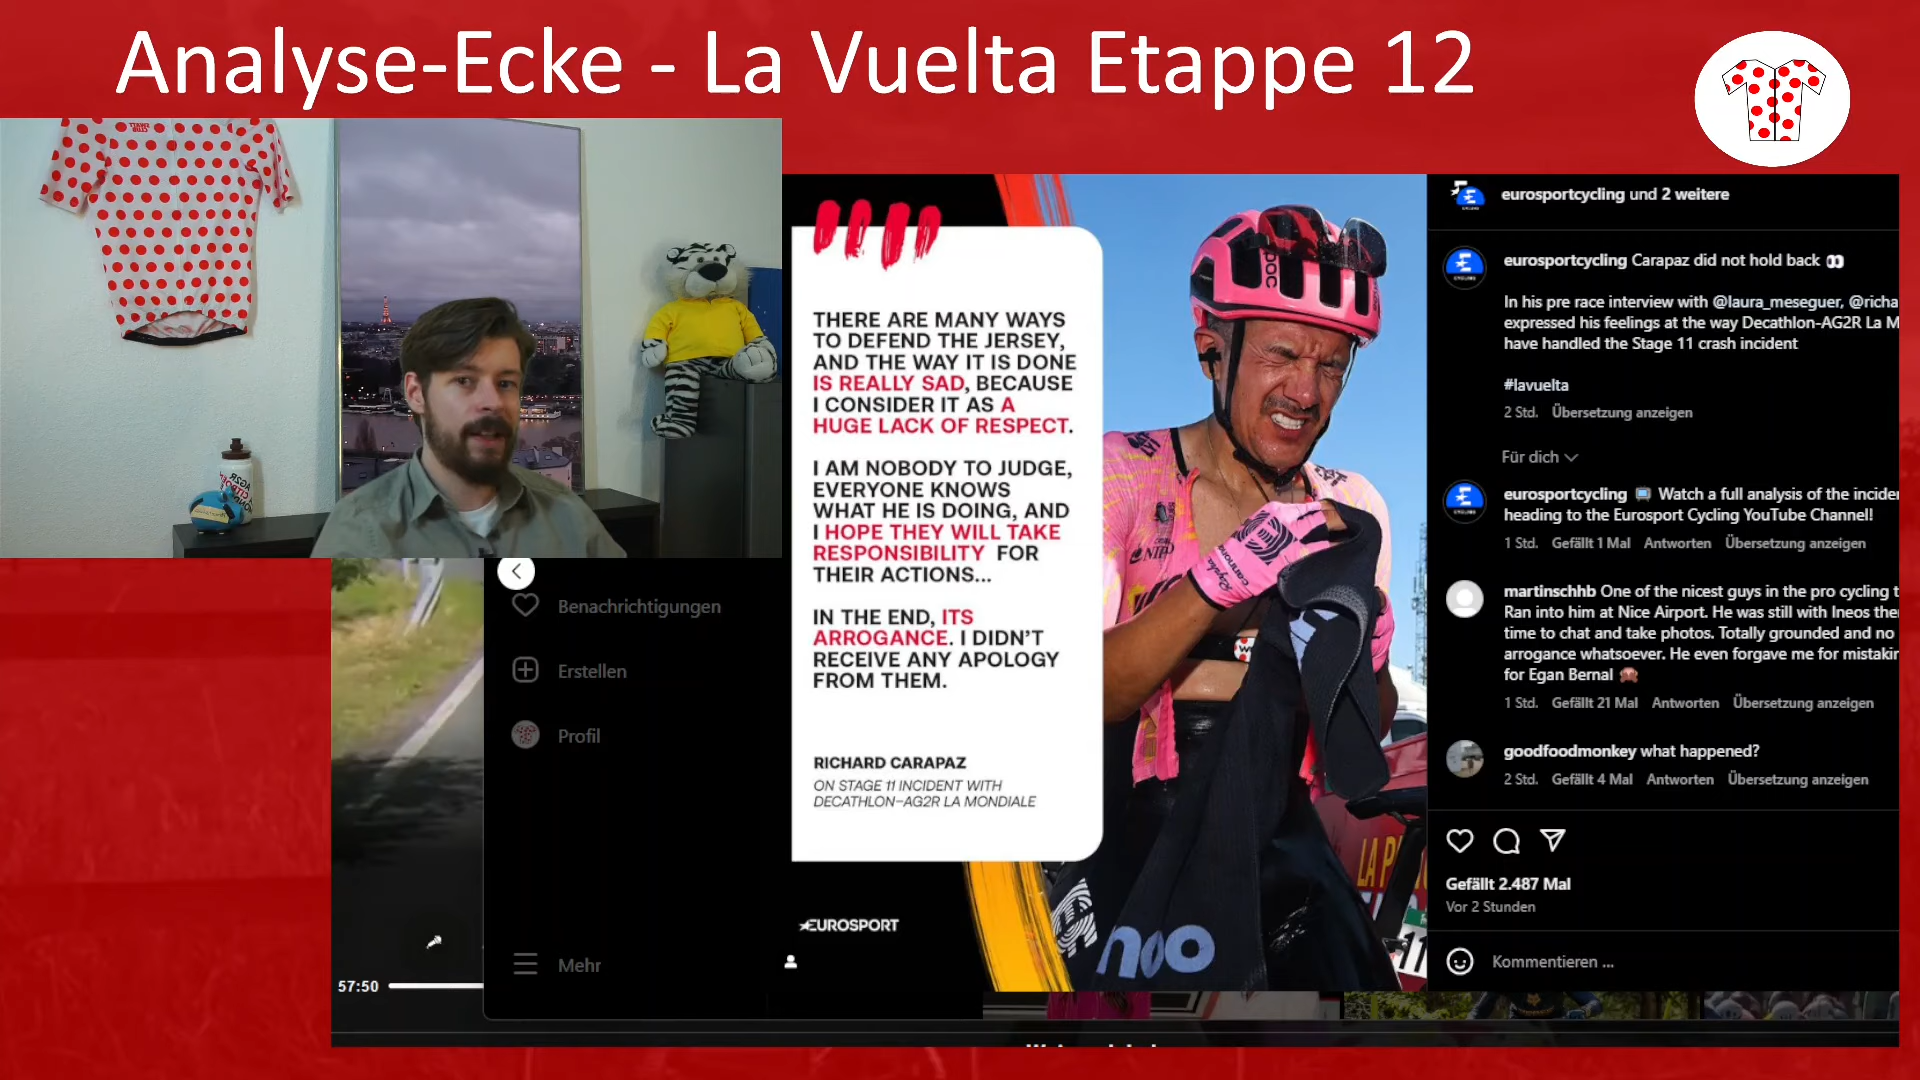 Analyse-Ecke - La Vuelta Etappe 12
THERE ARE MANY WAYS
TO DEFEND THE JERSEY,
AND THE WAY IT IS DONE
IS REALLY SAD, BECAUSE
I CONSIDER IT AS A
HUGE LACK OF RESPECT.
I AM NOBODY TO JUDGE,
EVERYONE KNOWS
WHAT HE IS DOING, AND
I HOPE THEY WILL TAKE
RESPONSIBILITY FOR
THEIR ACTIONS...
IN THE END, ITS
ARROGANCE. I DIDN'T
RECEIVE ANY APOLOGY
FROM THEM.
RICHARD CARAPAZ
ON STAGE 11 INCIDENT WITH
DECATHLON-AG2R LA MONDIALE
EUROSPORT
POC
cannondale
Rapha
noo
LA
11
Benachrichtigungen
Erstellen
Profil
Mehr
57:50
eurosportcycling und 2 weitere
eurosportcycling Carapaz did not hold back
In his pre race interview with @laura_meseguer, @richa
expressed his feelings at the way Decathlon-AG2R La M
have handled the Stage 11 crash incident
#lavuelta
2 Std. Übersetzung anzeigen
Für dich
eurosportcycling Watch a full analysis of the incider
heading to the Eurosport Cycling YouTube Channel!
1 Std. Gefällt 1 Mal Antworten Übersetzung anzeigen
martinschhb One of the nicest guys in the pro cycling t
Ran into him at Nice Airport. He was still with Ineos the
time to chat and take photos. Totally grounded and no
arrogance whatsoever. He even forgave me for mistakir
for Egan Bernal
1 Std. Gefällt 21 Mal Antworten Übersetzung anzeigen
goodfoodmonkey what happened?
2 Std. Gefällt 4 Mal Antworten Übersetzung anzeigen
Gefällt 2.487 Mal
Vor 2 Stunden
Kommentieren ...